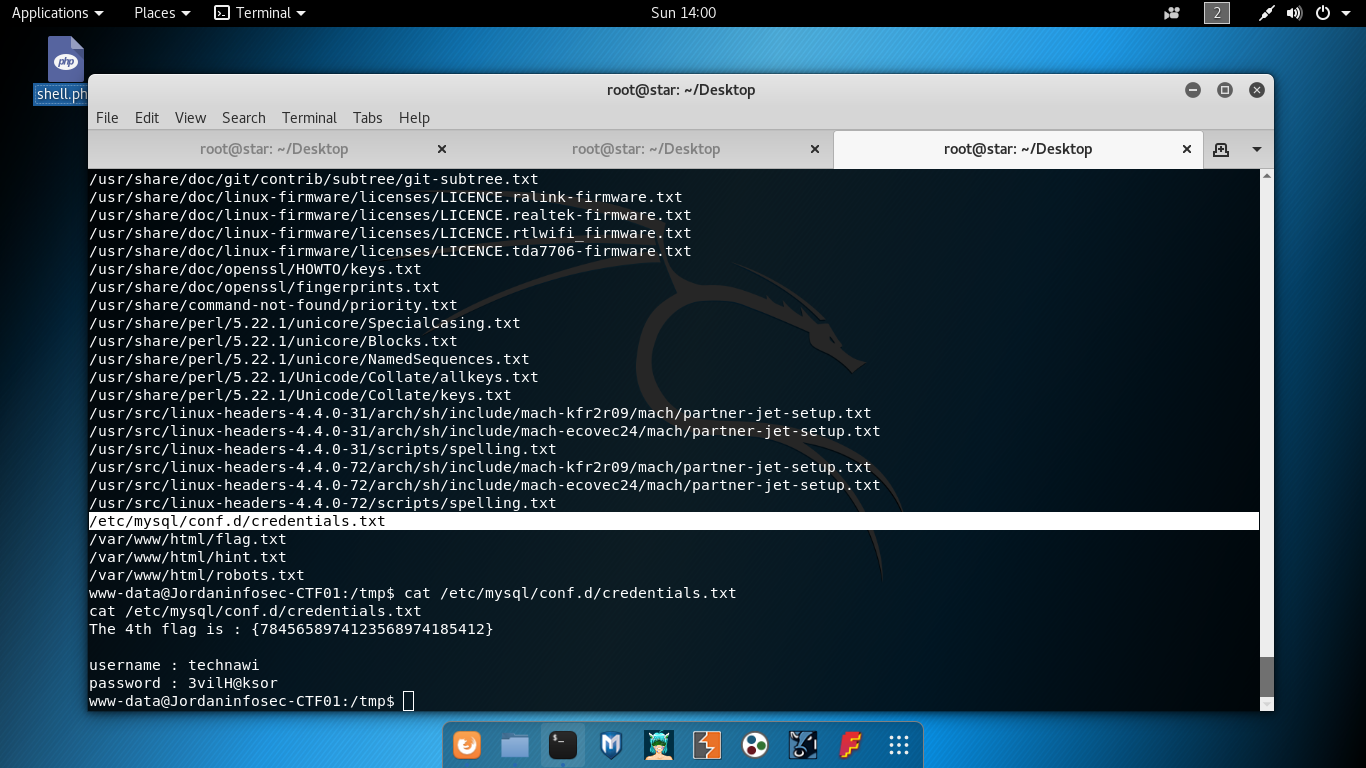 Applications Places Terminal Sun 14:00 2
php
shell.ph
root@star: ~/Desktop
File Edit View Search Terminal Tabs Help
root@star: ~/Desktop root@star: ~/Desktop root@star: ~/Desktop
/usr/share/doc/git/contrib/subtree/git-subtree.txt
/usr/share/doc/linux-firmware/licenses/LICENCE.ralink-firmware.txt
/usr/share/doc/linux-firmware/licenses/LICENCE.realtek-firmware.txt
/usr/share/doc/linux-firmware/licenses/LICENCE.rtlwifi_firmware.txt
/usr/share/doc/linux-firmware/licenses/LICENCE.tda7706-firmware.txt
/usr/share/doc/openssl/HOWTO/keys.txt
/usr/share/doc/openssl/fingerprints.txt
/usr/share/command-not-found/priority.txt
/usr/share/perl/5.22.1/unicore/SpecialCasing.txt
/usr/share/perl/5.22.1/unicore/Blocks.txt
/usr/share/perl/5.22.1/unicore/NamedSequences.txt
/usr/share/perl/5.22.1/Unicode/Collate/allkeys.txt
/usr/share/perl/5.22.1/Unicode/Collate/keys.txt
/usr/src/linux-headers-4.4.0-31/arch/sh/include/mach-kfr2r09/mach/partner-jet-setup.txt
/usr/src/linux-headers-4.4.0-31/arch/sh/include/mach-ecovec24/mach/partner-jet-setup.txt
/usr/src/linux-headers-4.4.0-31/scripts/spelling.txt
/usr/src/linux-headers-4.4.0-72/arch/sh/include/mach-kfr2r09/mach/partner-jet-setup.txt
/usr/src/linux-headers-4.4.0-72/arch/sh/include/mach-ecovec24/mach/partner-jet-setup.txt
/usr/src/linux-headers-4.4.0-72/scripts/spelling.txt
/etc/mysql/conf.d/credentials.txt
/var/www/html/flag.txt
/var/www/html/hint.txt
/var/www/html/robots.txt
www-data@Jordaninfosec-CTF01:/tmp$ cat /etc/mysql/conf.d/credentials.txt
cat /etc/mysql/conf.d/credentials.txt
The 4th flag is : {7845658974123568974185412}
username : technawi
password : 3vilH@ksor
www-data@Jordaninfosec-CTF01:/tmp$